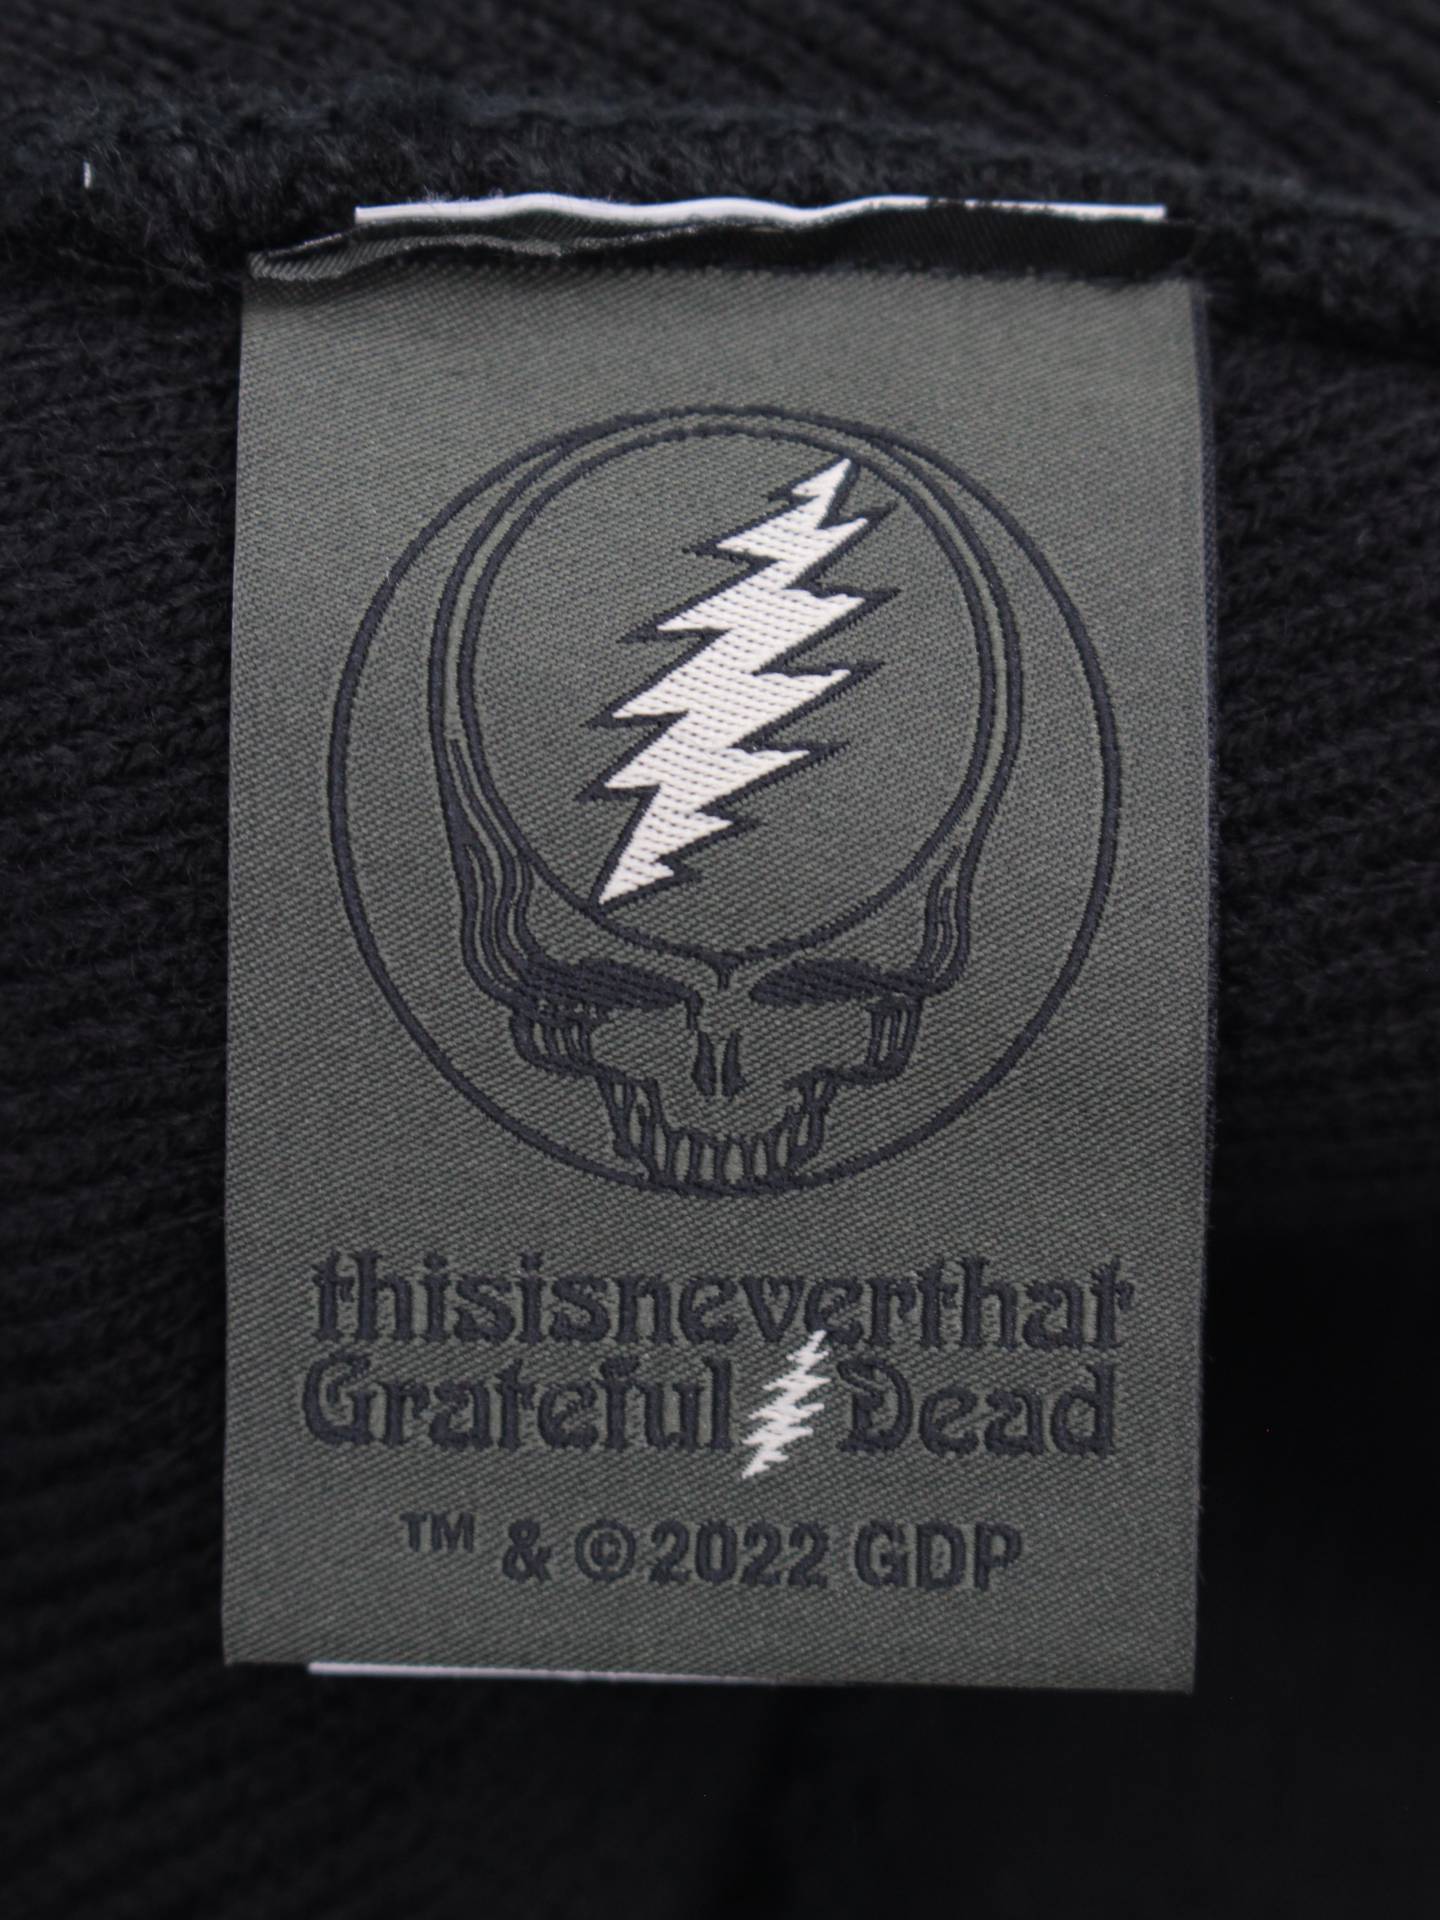 thisisneverthat
Grateful Dead
™ & ©2022 GDP